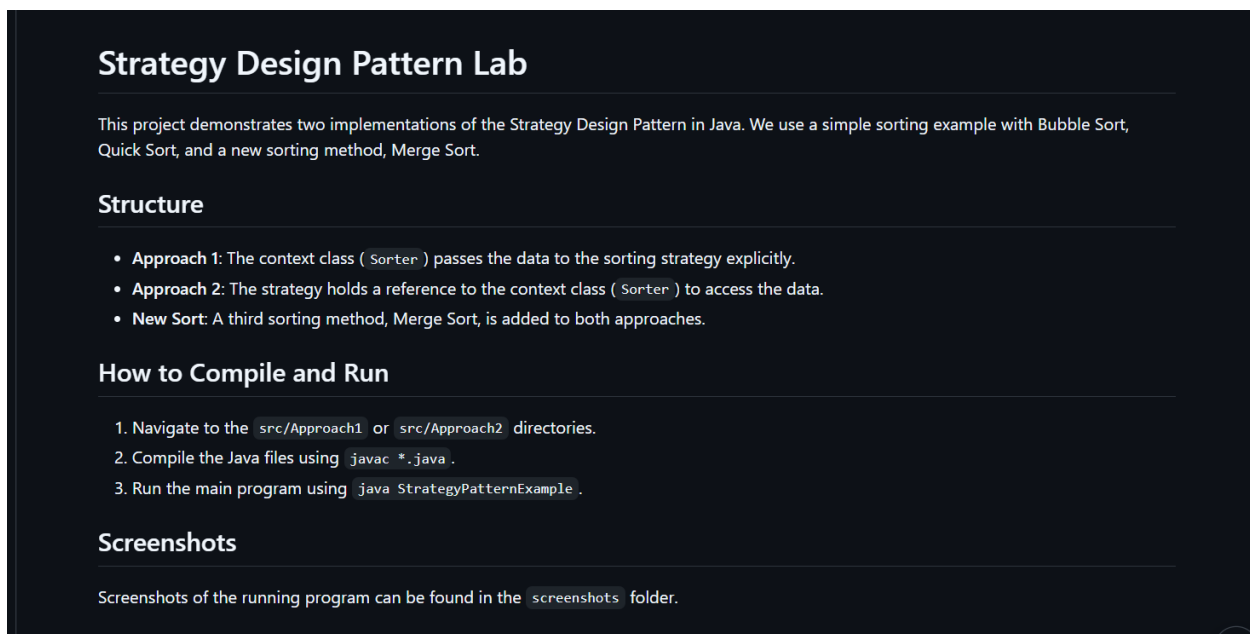 Strategy Design Pattern Lab
This project demonstrates two implementations of the Strategy Design Pattern in Java. We use a simple sorting example with Bubble Sort,
Quick Sort, and a new sorting method, Merge Sort.
Structure
• Approach 1: The context class ( Sorter ) passes the data to the sorting strategy explicitly.
• Approach 2: The strategy holds a reference to the context class ( Sorter ) to access the data.
• New Sort: A third sorting method, Merge Sort, is added to both approaches.
How to Compile and Run
1. Navigate to the src/Approach1 or src/Approach2 directories.
2. Compile the Java files using javac *.java .
3. Run the main program using java StrategyPatternExample .
Screenshots
Screenshots of the running program can be found in the screenshots folder.